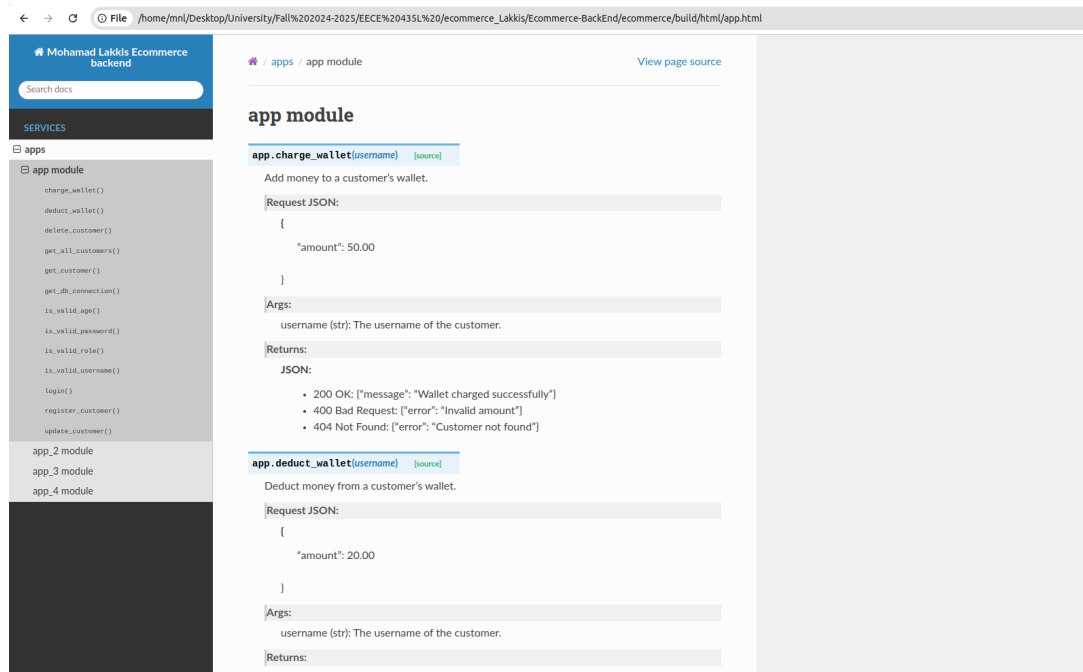 File /home/mnl/Desktop/University/Fall%202024-2025/EECE%20435L%20/ecommerce_Lakkis/Ecommerce-BackEnd/ecommerce/build/html/app.html
Mohamad Lakkis Ecommerce
backend
Search docs
SERVICES
apps
app module
charge_wallet()
deduct_wallet()
delete_customer()
get_all_customers()
get_customer()
get_db_connection()
is_valid_age()
is_valid_password()
is_valid_role()
is_valid_username()
login()
register_customer()
update_customer()
app_2 module
app_3 module
app_4 module
/ apps / app module View page source
app module
app.charge_wallet(username) [source]
Add money to a customer’s wallet.
Request JSON:
{
“amount”: 50.00
}
Args:
username (str): The username of the customer.
Returns:
JSON:
• 200 OK: {“message”: “Wallet charged successfully”}
• 400 Bad Request: {“error”: “Invalid amount”}
• 404 Not Found: {“error”: “Customer not found”}
app.deduct_wallet(username) [source]
Deduct money from a customer’s wallet.
Request JSON:
{
“amount”: 20.00
}
Args:
username (str): The username of the customer.
Returns: